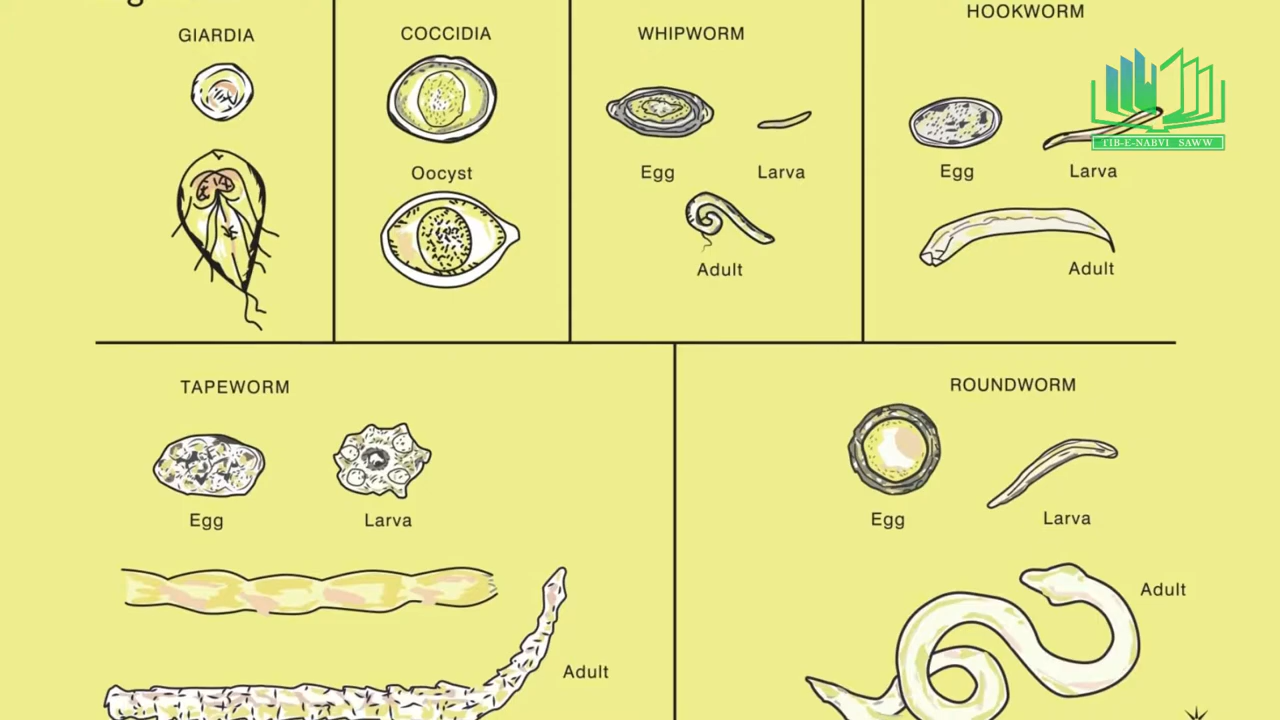 GIARDIA
COCCIDIA
WHIPWORM
HOOKWORM
Oocyst
Egg
Larva
Egg
Larva
Adult
Adult
TIB-E-NABVI SAWW
TAPEWORM
ROUNDWORM
Egg
Larva
Egg
Larva
Adult
Adult